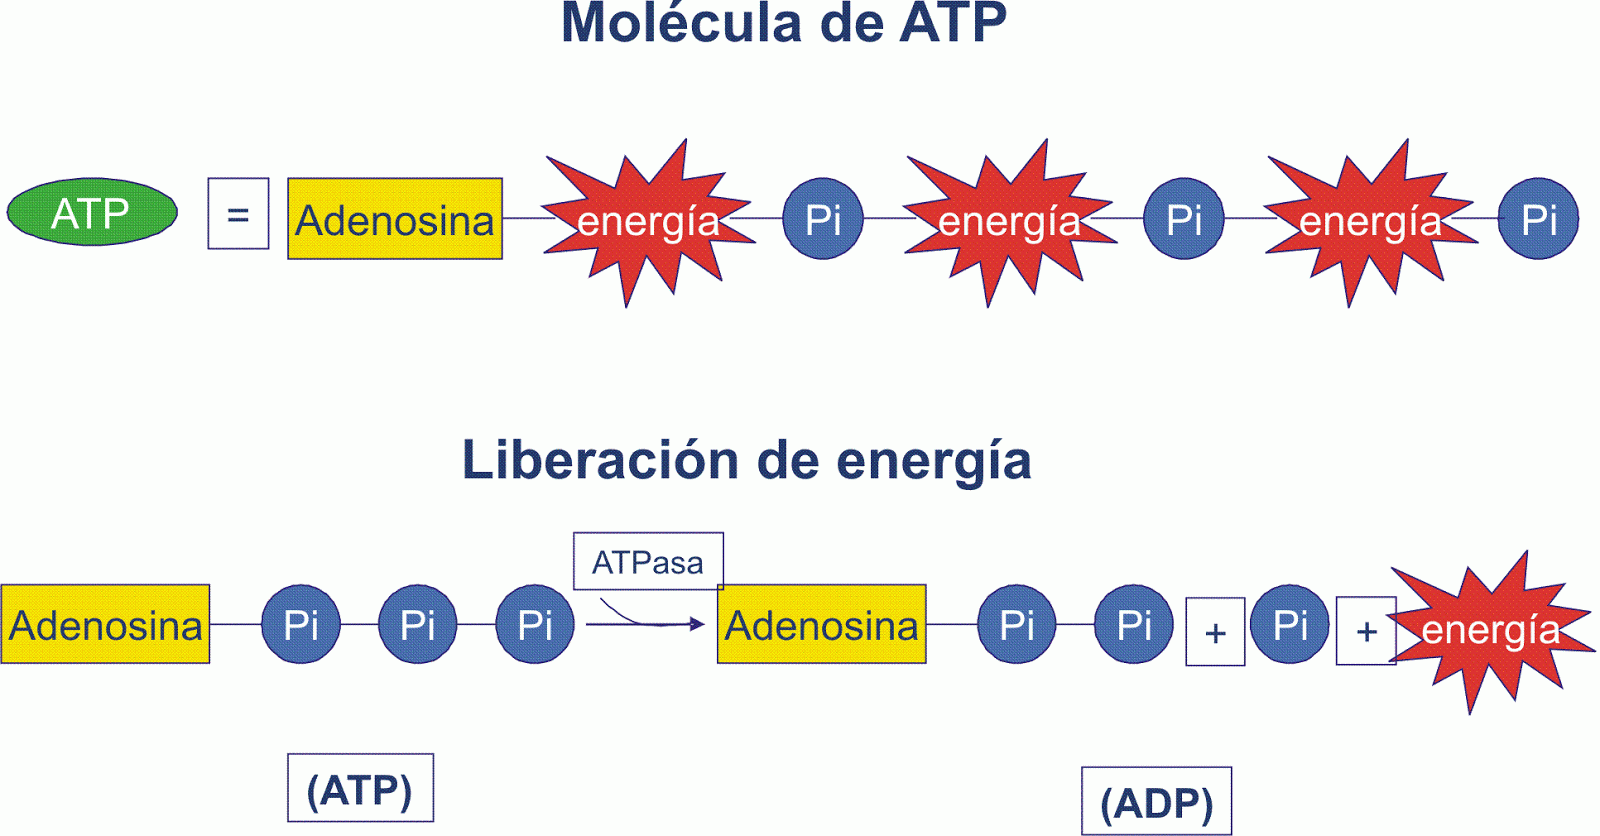 Molécula de ATP
ATP = Adenosina energía Pi energía Pi energía Pi
Liberación de energía
ATPasa
Adenosina Pi Pi Pi Adenosina Pi Pi + Pi + energía
(ATP)
(ADP)